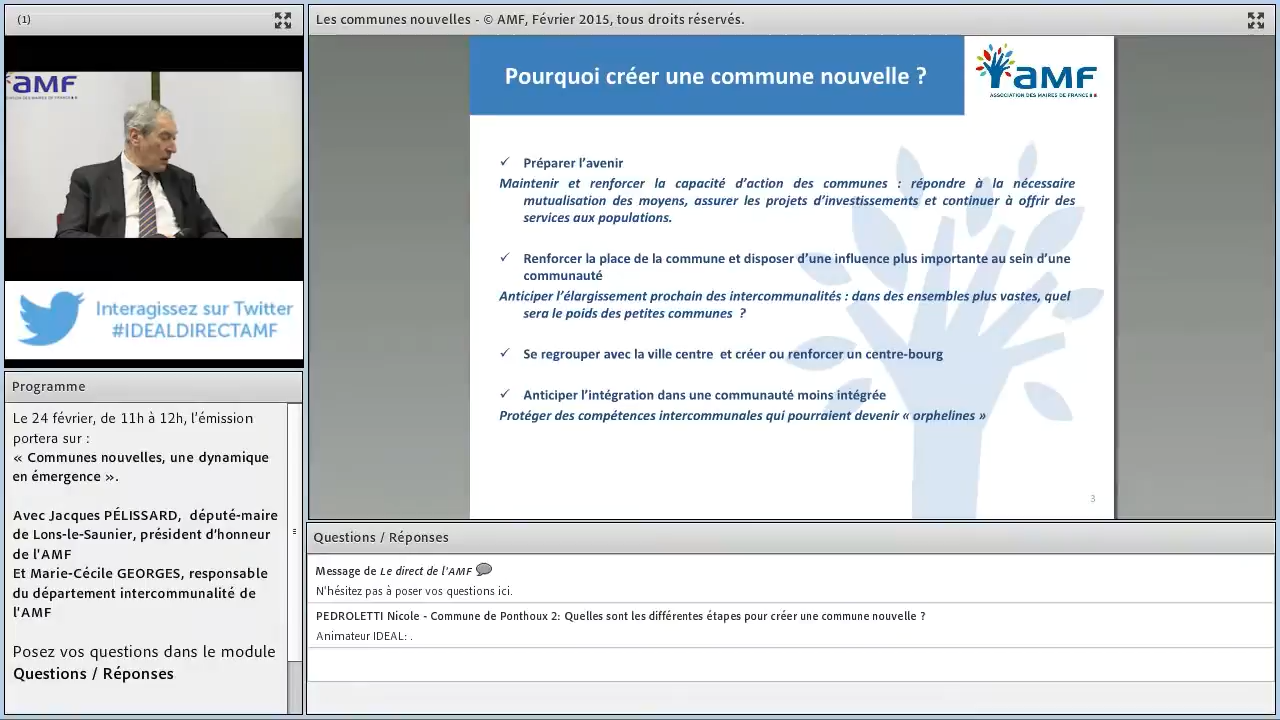 (1)
Les communes nouvelles - © AMF, Février 2015, tous droits réservés.
aMF
Pourquoi créer une commune nouvelle ?
aMF
ASSOCIATION DES MAIRES DE FRANCE
✓ Préparer l'avenir
Maintenir et renforcer la capacité d'action des communes : répondre à la nécessaire
mutualisation des moyens, assurer les projets d'investissements et continuer à offrir des
services aux populations.
✓ Renforcer la place de la commune et disposer d'une influence plus importante au sein d'une
communauté
Anticiper l'élargissement prochain des intercommunalités : dans des ensembles plus vastes, quel
sera le poids des petites communes ?
✓ Se regrouper avec la ville centre et créer ou renforcer un centre-bourg
✓ Anticiper l'intégration dans une communauté moins intégrée
Protéger des compétences intercommunales qui pourraient devenir « orphelines »
3
Interagissez sur Twitter
#IDEALDIRECTAMF
Programme
Le 24 février, de 11h à 12h, l'émission
portera sur :
« Communes nouvelles, une dynamique
en émergence ».
Avec Jacques PÉLISSARD, député-maire
de Lons-le-Saunier, président d'honneur
de l'AMF
Et Marie-Cécile GEORGES, responsable
du département intercommunalité de
l'AMF
Posez vos questions dans le module
Questions / Réponses
Questions / Réponses
Message de Le direct de l'AMF
N'hésitez pas à poser vos questions ici.
PEDROLETTI Nicole - Commune de Ponthoux 2: Quelles sont les différentes étapes pour créer une commune nouvelle ?
Animateur IDEAL: .